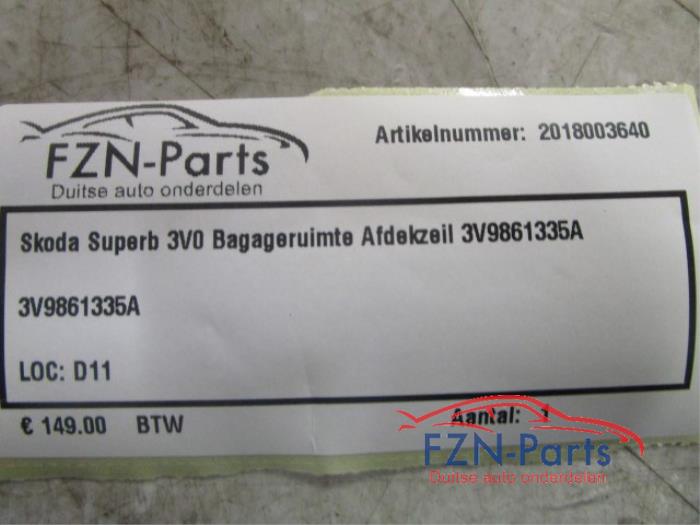 FZN-Parts
Duitse auto onderdelen
Artikelnummer: 2018003640
Skoda Superb 3V0 Bagageruimte Afdekzeil 3V9861335A
3V9861335A
LOC: D11
€ 149.00 BTW
Aantal: 1
FZN-Parts
Duitse auto onderdelen